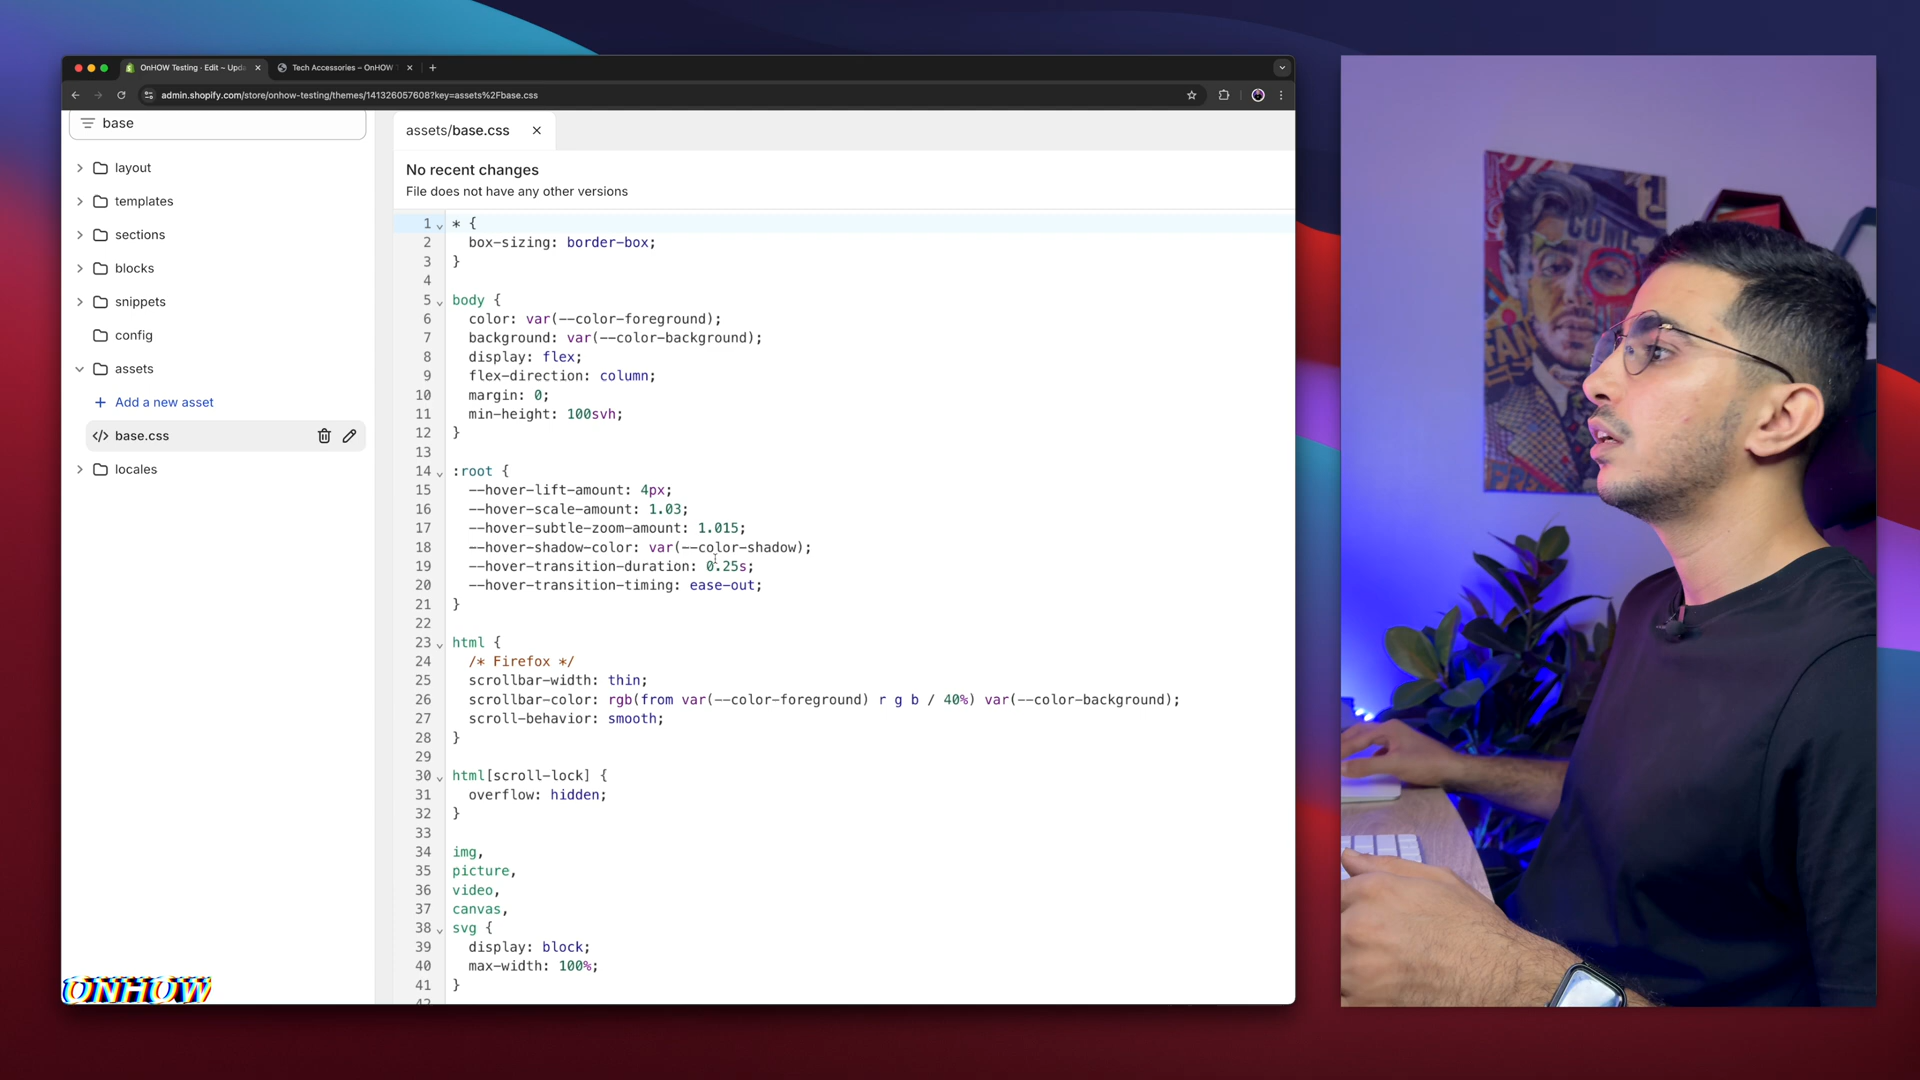 OnHOW Testing · Edit ~ Upda
Tech Accessories – OnHOW
admin.shopify.com/store/onhow-testing/themes/141326057608?key=assets%2Fbase.css
base
layout
templates
sections
blocks
snippets
config
assets
+ Add a new asset
</> base.css
locales
assets/base.css
No recent changes
File does not have any other versions
1 * {
2 box-sizing: border-box;
3 }
4
5 body {
6 color: var(--color-foreground);
7 background: var(--color-background);
8 display: flex;
9 flex-direction: column;
10 margin: 0;
11 min-height: 100svh;
12 }
13
14 :root {
15 --hover-lift-amount: 4px;
16 --hover-scale-amount: 1.03;
17 --hover-subtle-zoom-amount: 1.015;
18 --hover-shadow-color: var(--color-shadow);
19 --hover-transition-duration: 0.25s;
20 --hover-transition-timing: ease-out;
21 }
22
23 html {
24 /* Firefox */
25 scrollbar-width: thin;
26 scrollbar-color: rgb(from var(--color-foreground) r g b / 40%) var(--color-background);
27 scroll-behavior: smooth;
28 }
29
30 html[scroll-lock] {
31 overflow: hidden;
32 }
33
34 img,
35 picture,
36 video,
37 canvas,
38 svg {
39 display: block;
40 max-width: 100%;
41 }
42
ONHOW
COME
FAN